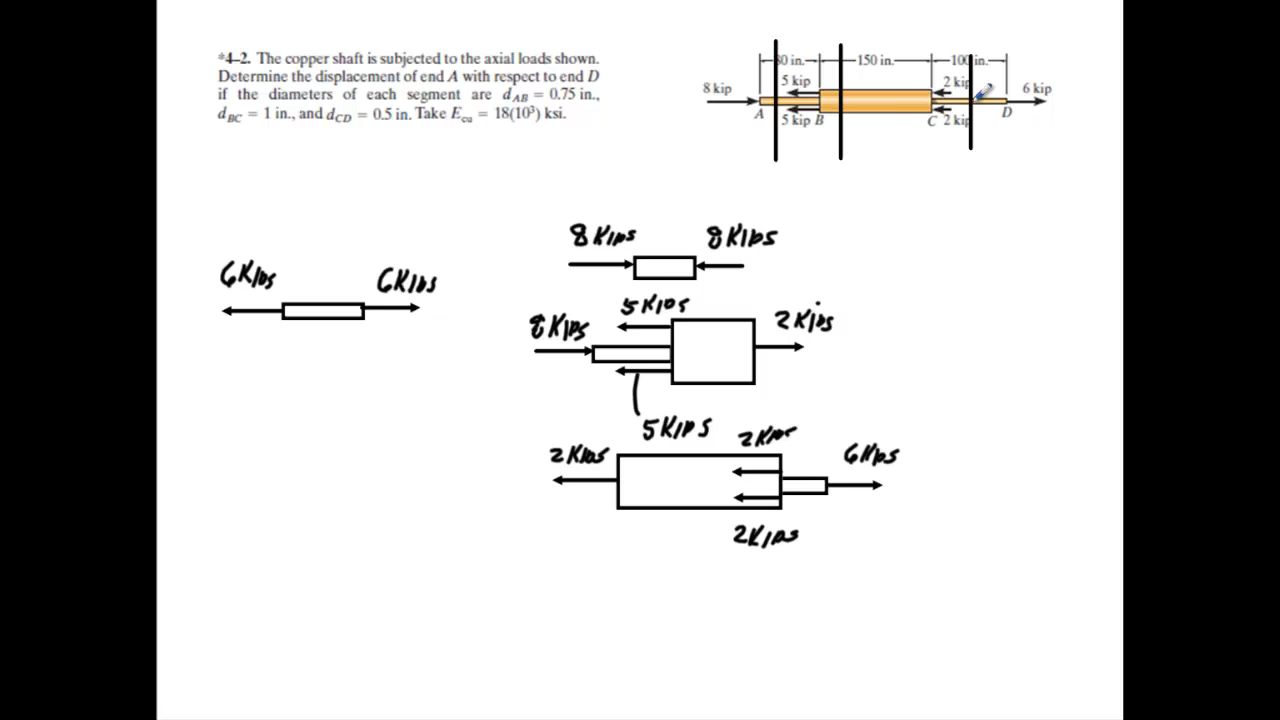 *4-2. The copper shaft is subjected to the axial loads shown.
Determine the displacement of end A with respect to end D
if the diameters of each segment are d_AB = 0.75 in.,
d_BC = 1 in., and d_CD = 0.5 in. Take E_cu = 18(10³) ksi.
0 in. 150 in. 100 in.
8 kip 5 kip 2 kip 6 kip
A 5 kip B C 2 kip D
8 Kips 8 Kips
6 Kips 6 Kips
5 Kips
8 Kips 2 Kips
5 Kips
2 Kips 2 Kips 6 Kips
2 Kips